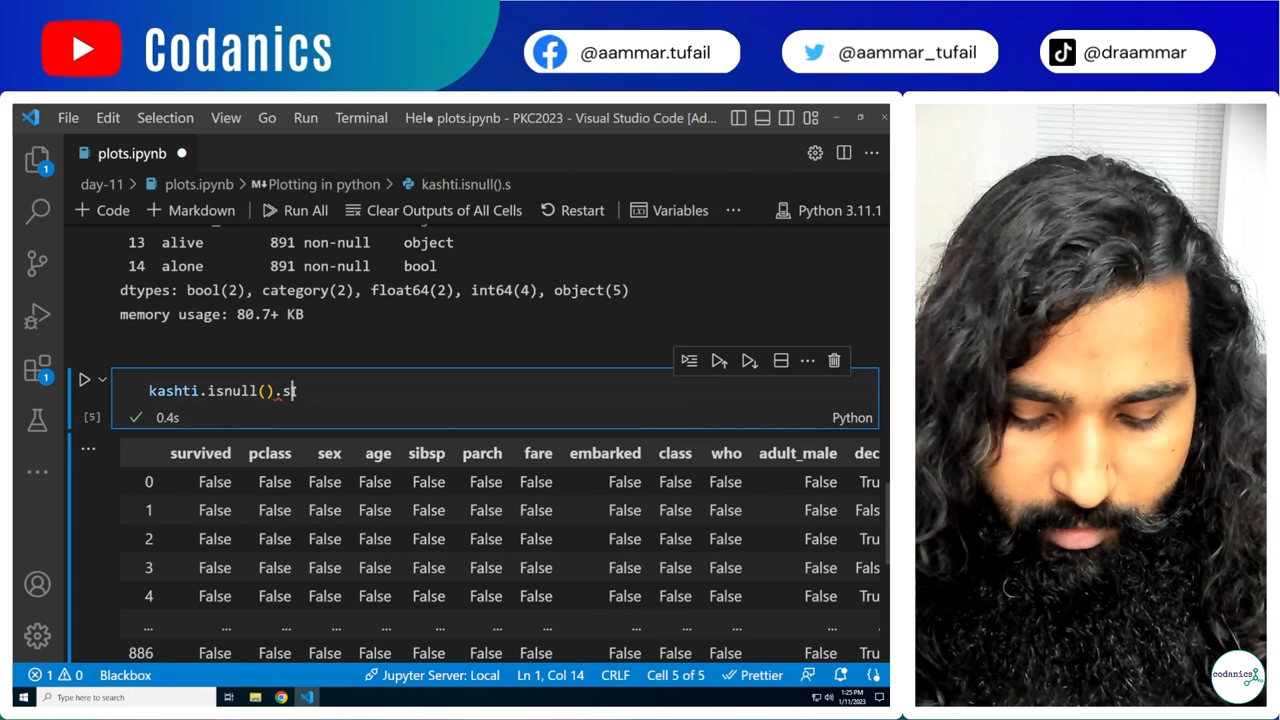 Codanics
@aammar.tufail
@aammar_tufail
@draammar
File Edit Selection View Go Run Terminal Hel● plots.ipynb - PKC2023 - Visual Studio Code [Ad...
plots.ipynb
day-11 > plots.ipynb > Plotting in python > kashti.isnull().s
+ Code + Markdown Run All Clear Outputs of All Cells Restart Variables ... Python 3.11.1
13 alive 891 non-null object
14 alone 891 non-null bool
dtypes: bool(2), category(2), float64(2), int64(4), object(5)
memory usage: 80.7+ KB
kashti.isnull().s
[5] 0.4s Python
survived pclass sex age sibsp parch fare embarked class who adult_male dec
0 False False False False False False False False False False False Tru
1 False False False False False False False False False False False Fals
2 False False False False False False False False False False False Tru
3 False False False False False False False False False False False Fals
4 False False False False False False False False False False False Tru
... ... ... ... ... ... ... ... ... ... ... ...
886 False False False False False False False False False False False Tru
1 0 Blackbox Jupyter Server: Local Ln 1, Col 14 CRLF Cell 5 of 5 Prettier
Type here to search
1:25 PM
1/11/2023
1
1
codanics